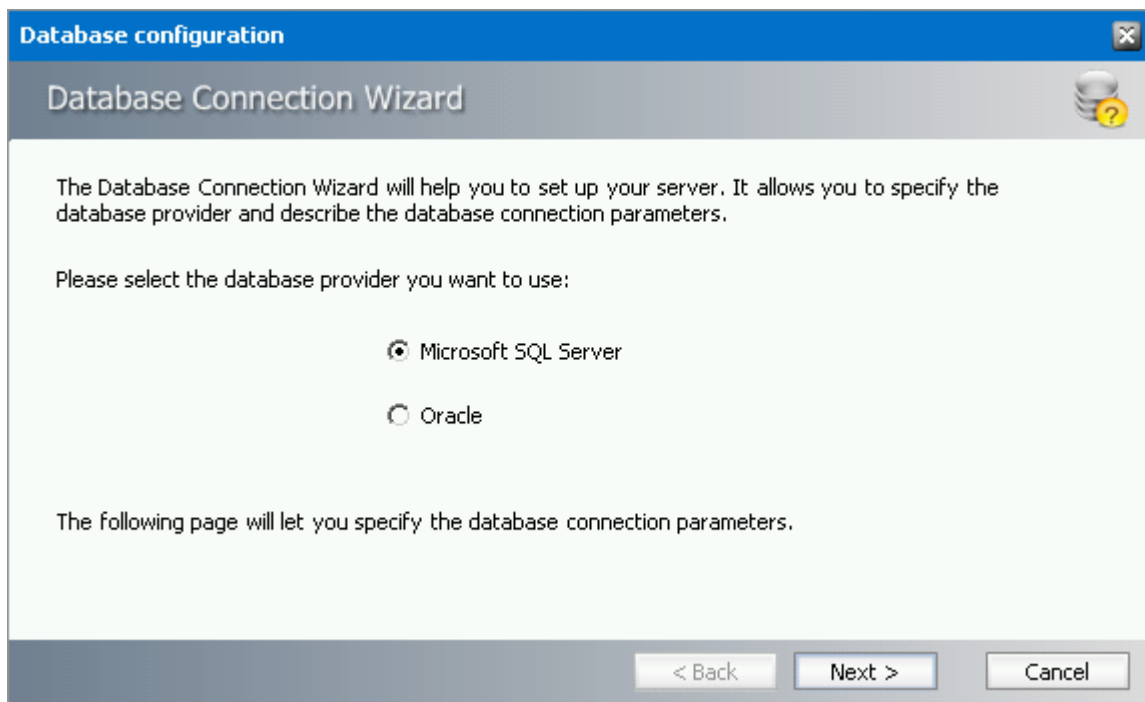 Database configuration
Database Connection Wizard
?
The Database Connection Wizard will help you to set up your server. It allows you to specify the
database provider and describe the database connection parameters.
Please select the database provider you want to use:
Microsoft SQL Server
Oracle
The following page will let you specify the database connection parameters.
< Back
Next >
Cancel